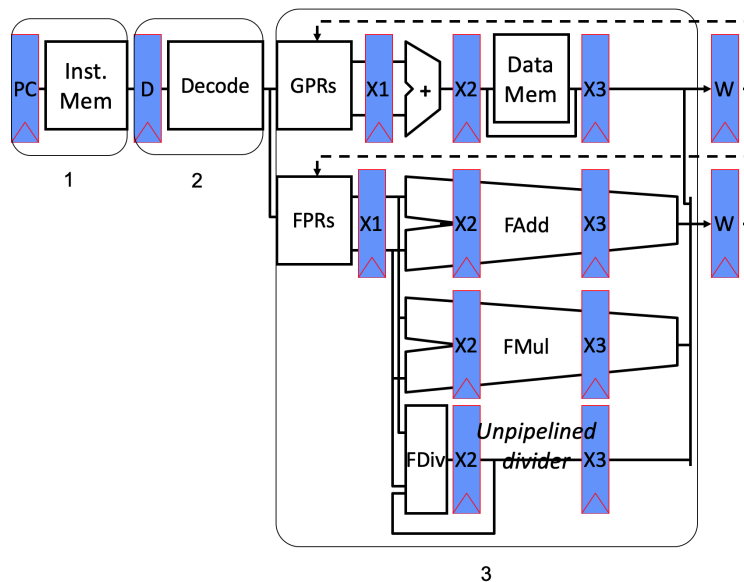 PC
Inst.
Mem
D
Decode
GPRs
X1
+
X2
Data
Mem
X3
W
1
2
FPRs
X1
X2
FAdd
X3
W
X2
FMul
X3
FDiv
X2
Unpipelined
divider
X3
3